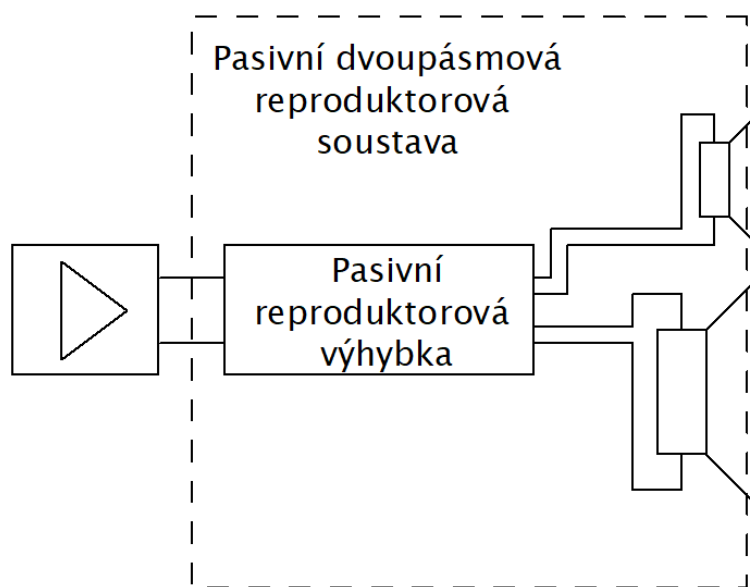 Pasivní dvoupásmová
reproduktorová
soustava
Pasivní
reproduktorová
výhybka